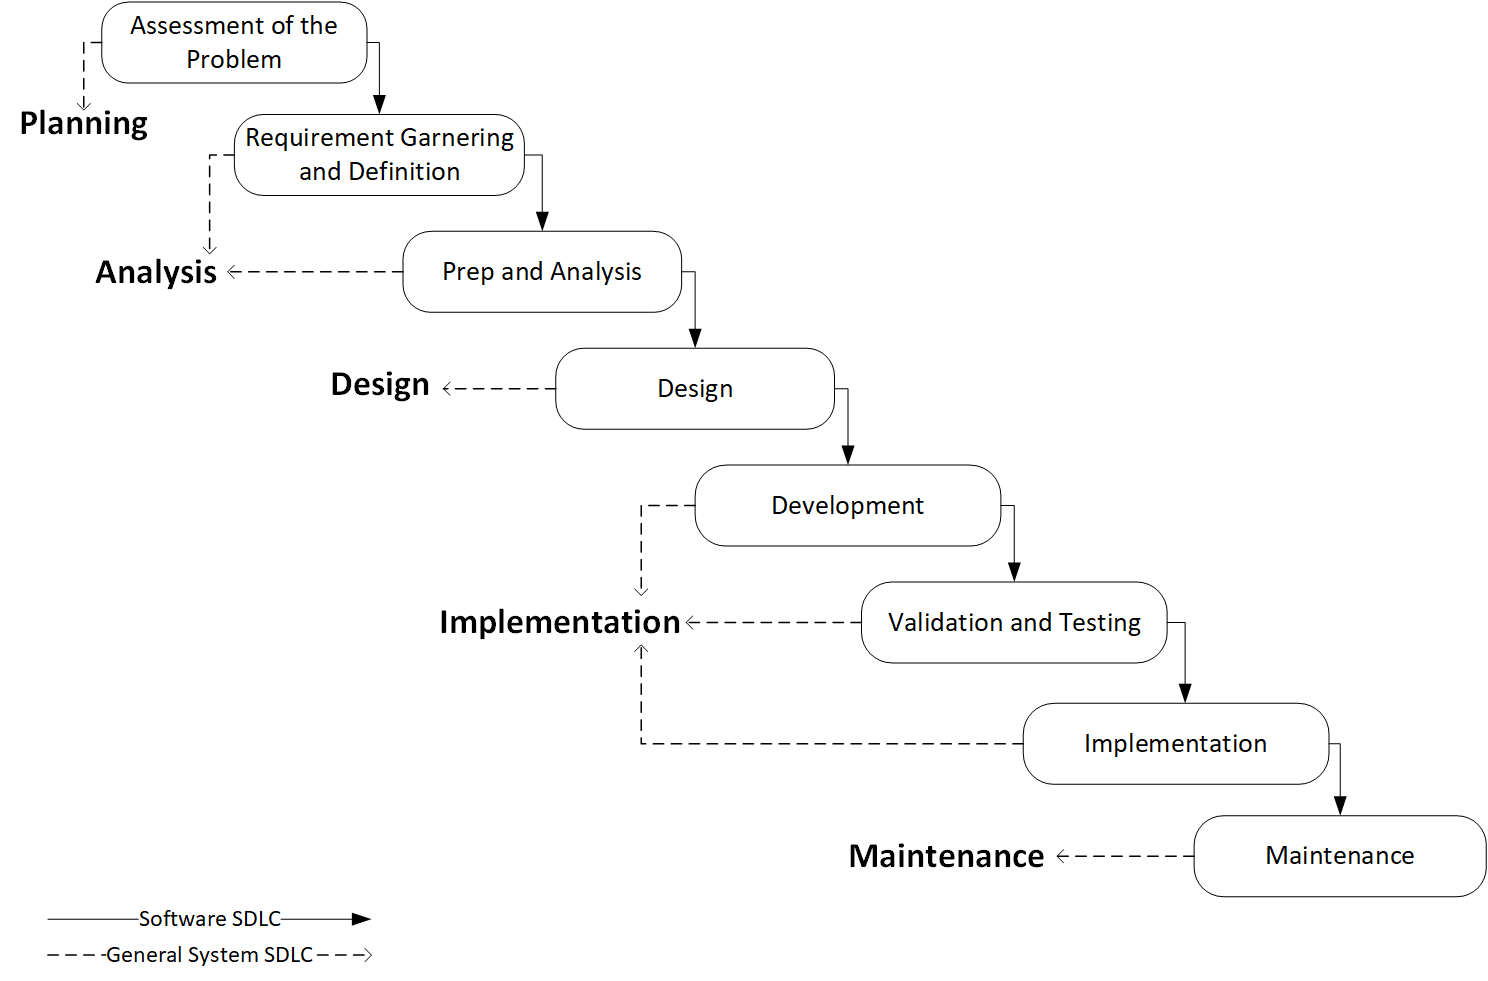 Assessment of the
Problem
Planning
Requirement Garnering
and Definition
Analysis
Prep and Analysis
Design
Design
Development
Implementation
Validation and Testing
Implementation
Maintenance
Maintenance
Software SDLC
General System SDLC